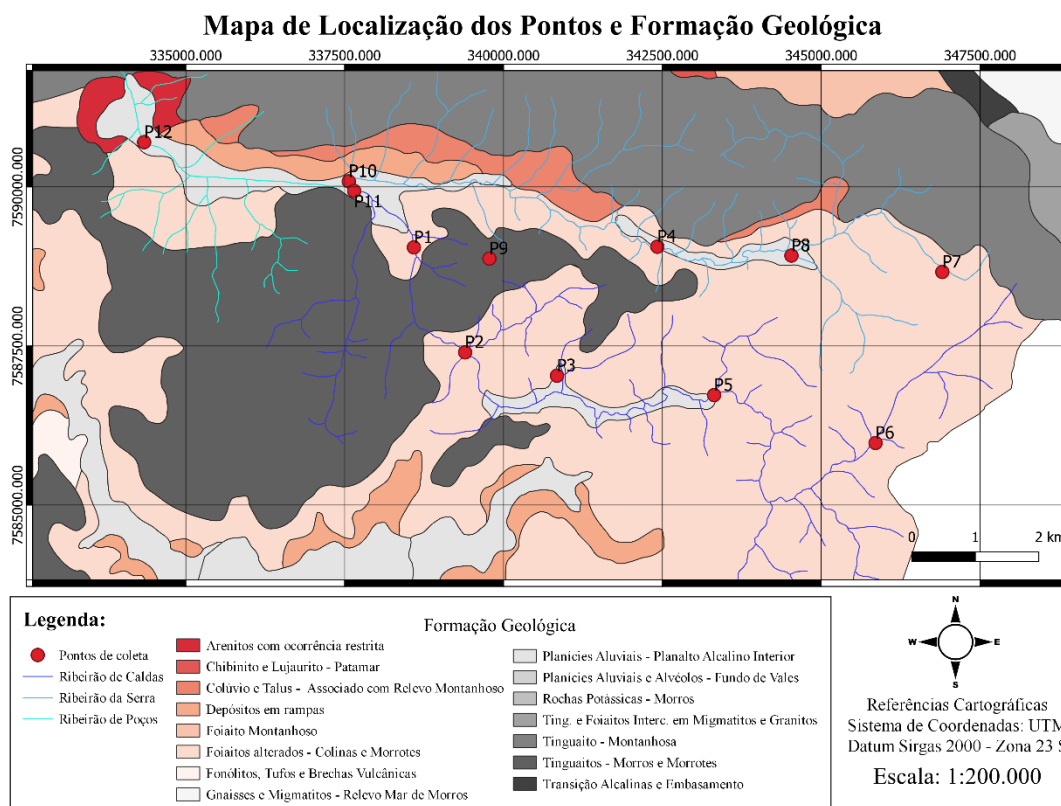 Mapa de Localização dos Pontos e Formação Geológica
335000.000 337500.000 340000.000 342500.000 345000.000 347500.000
7590000.000
7587500.000
7585000.000
P12
P10
P11
P1
P9
P4
P8
P7
P2
P3
P5
P6
0 1 2 km
Legenda:
Pontos de coleta
Ribeirão de Caldas
Ribeirão da Serra
Ribeirão de Poços
Formação Geológica
Arenitos com ocorrência restrita
Chibinito e Lujaurito - Patamar
Colúvio e Talus - Associado com Relevo Montanhoso
Depósitos em rampas
Foiaito Montanhoso
Foiaitos alterados - Colinas e Morrotes
Fonólitos, Tufos e Brechas Vulcânicas
Gnaisses e Migmatitos - Relevo Mar de Morros
Planicies Aluviais - Planalto Alcalino Interior
Planicies Aluviais e Alvéolos - Fundo de Vales
Rochas Potássicas - Morros
Ting. e Foiaitos Interc. em Migmatitos e Granitos
Tinguaito - Montanhosa
Tinguaitos - Morros e Morrotes
Transição Alcalinas e Embasamento
N
W E
S
Referências Cartográficas
Sistema de Coordenadas: UTM
Datum Sirgas 2000 - Zona 23 S
Escala: 1:200.000